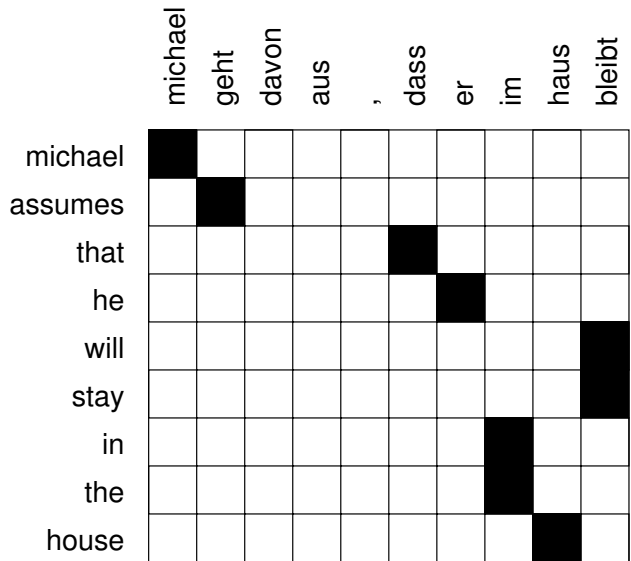 michael geht davon aus , dass er im haus bleibt
michael
assumes
that
he
will
stay
in
the
house